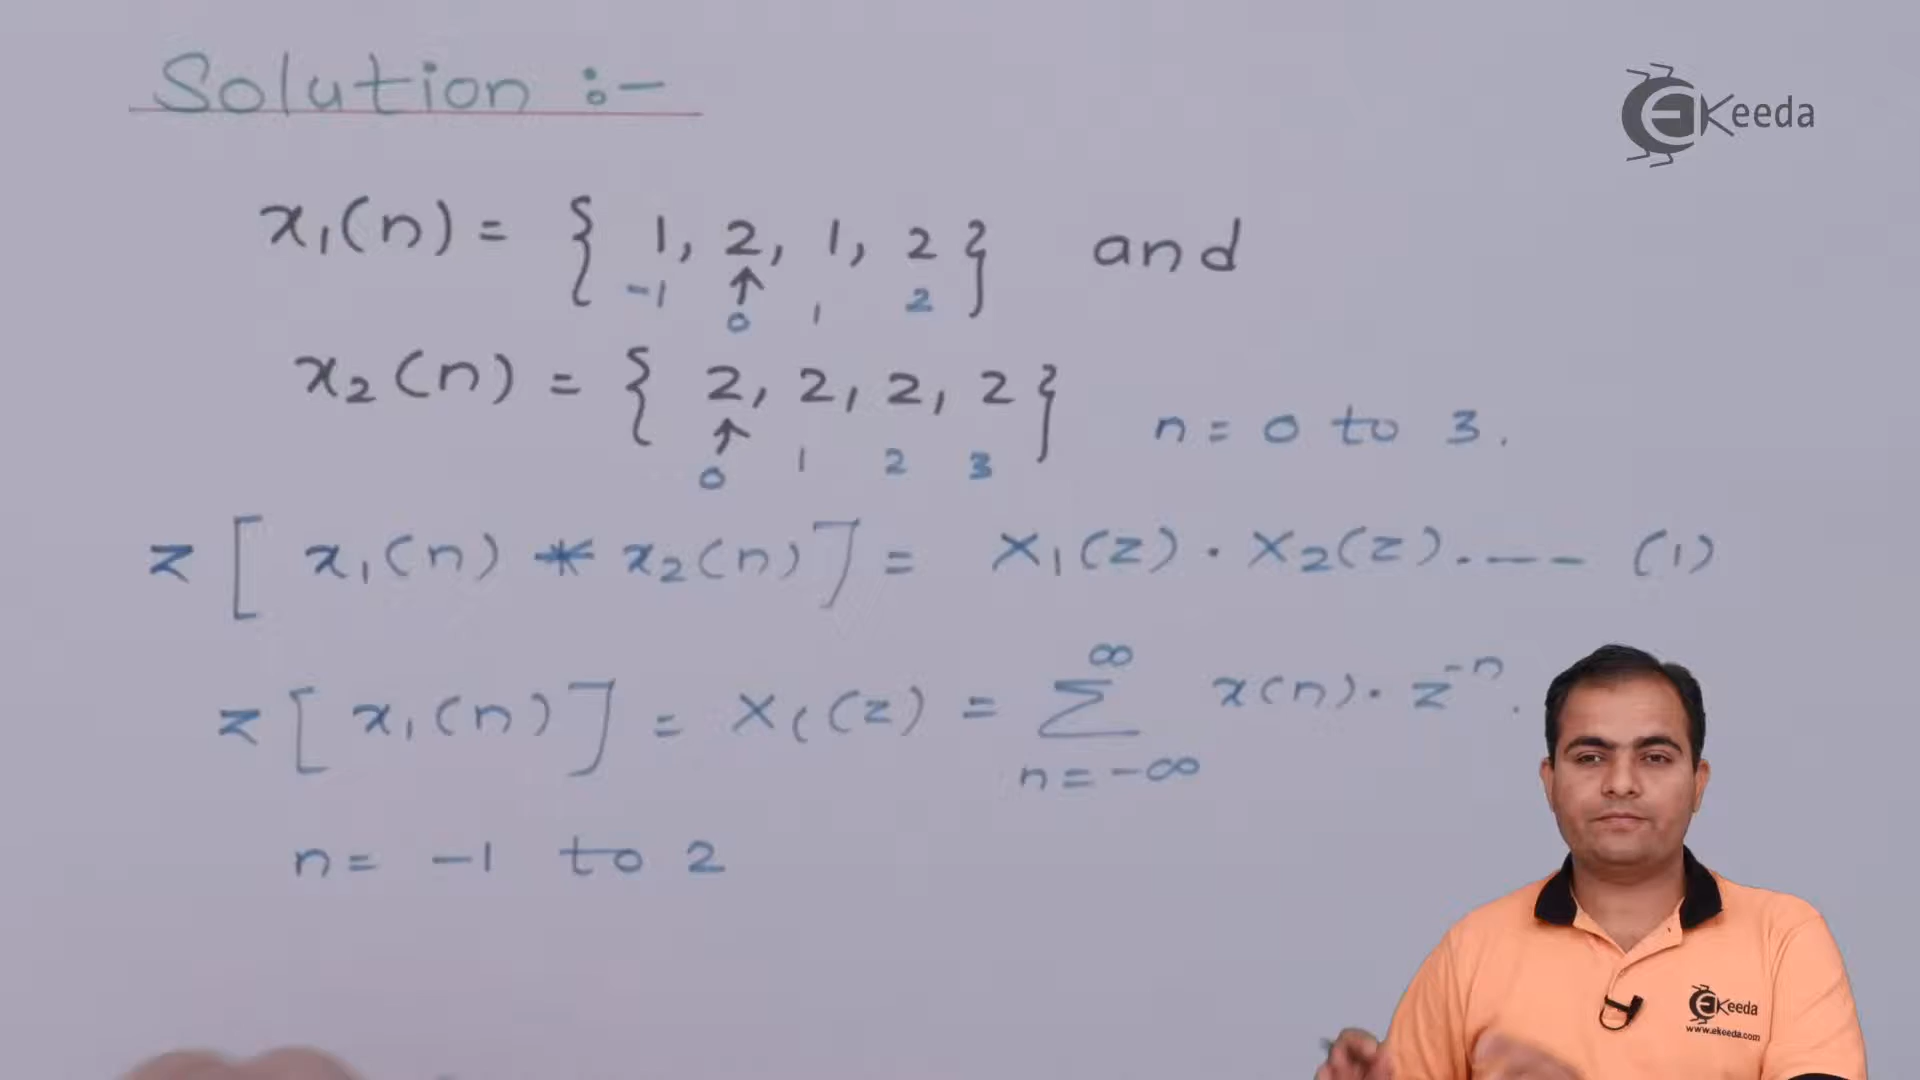 Solution :-
EKeeda
x₁(n) = { 1, 2, 1, 2 } and
-1 ↑ 0 1 2
x₂(n) = { 2, 2, 2, 2 }
↑ 0 1 2 3
n = 0 to 3.
z [ x₁(n) * x₂(n) ] = X₁(z) . X₂(z) . --- (1)
z [ x₁(n) ] = X₁(z) = ∑ x(n) . z⁻ⁿ.
∞
n = -∞
n = -1 to 2
EKeeda
www.ekeeda.com